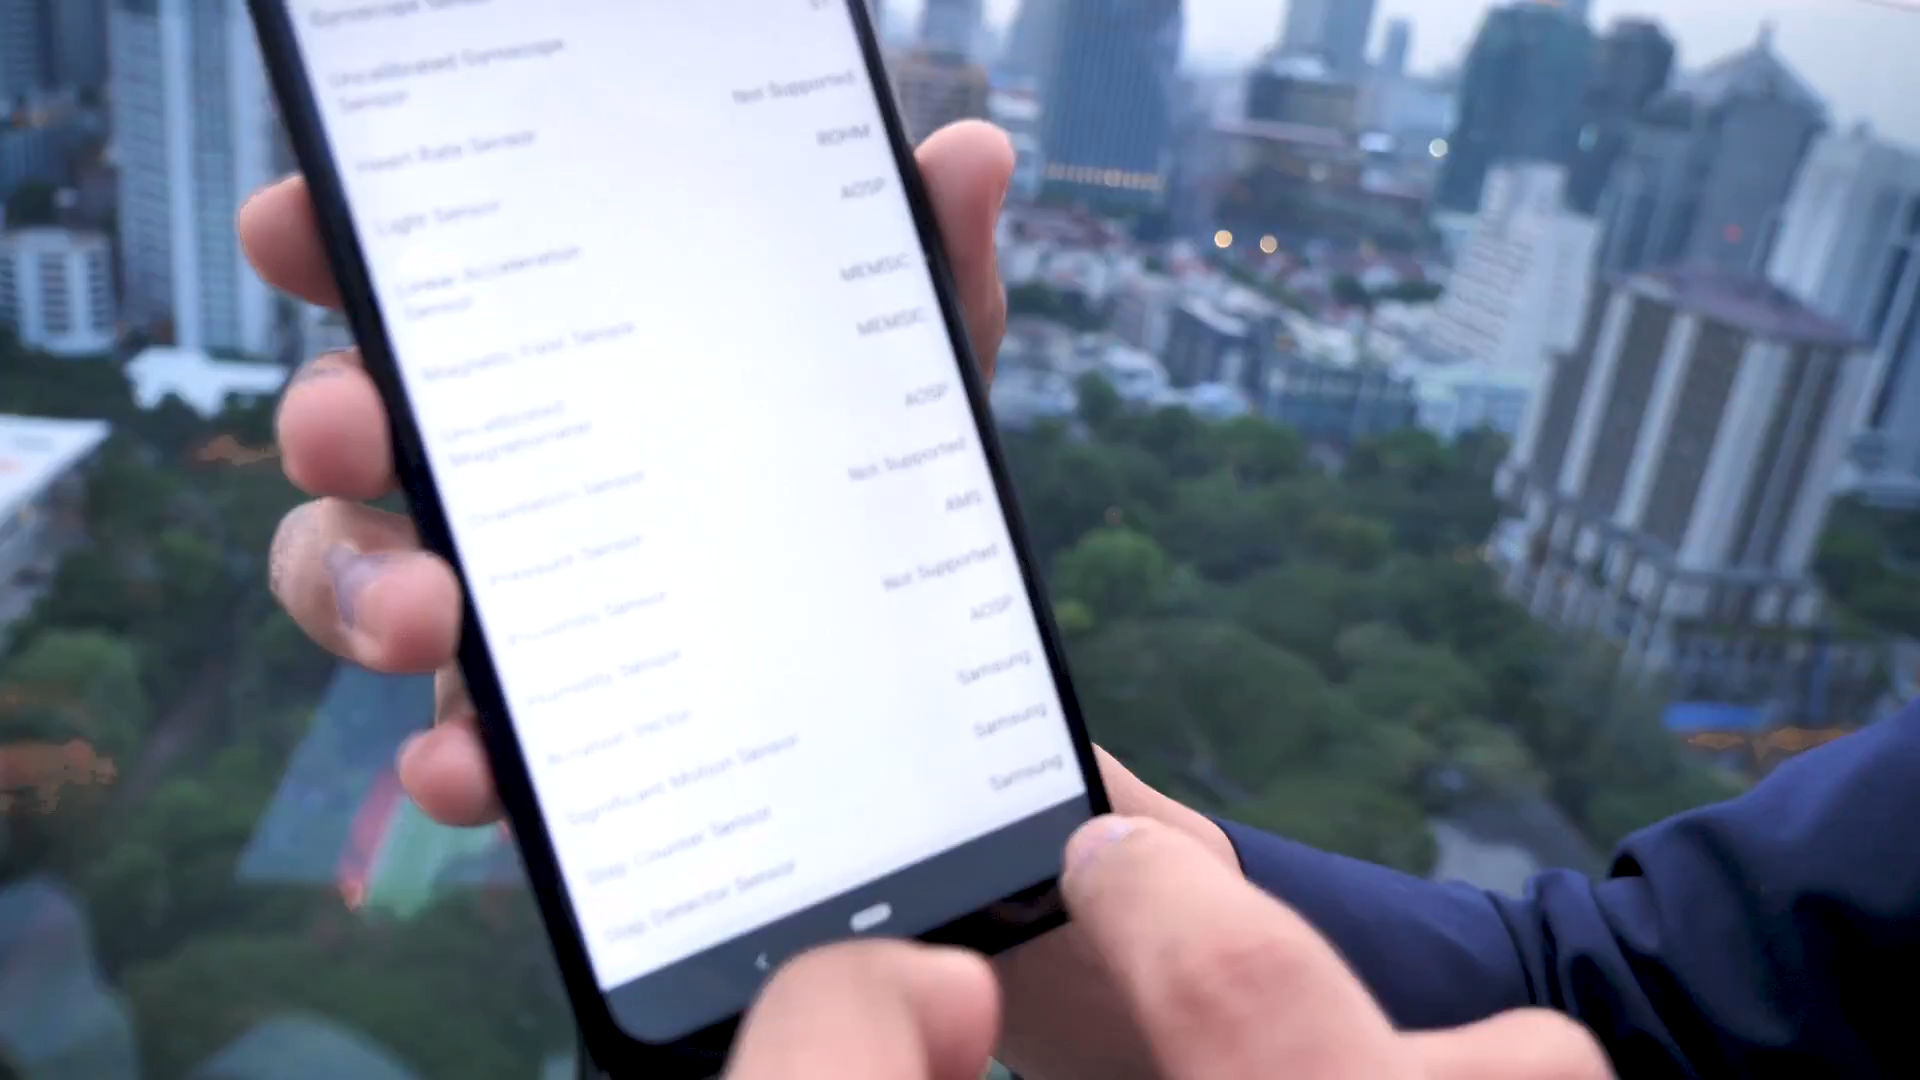 Gyroscope Sensor
Uncalibrated Gyroscope
Sensor
Not Supported
Heart Rate Sensor
ROHM
Light Sensor
AOSP
Linear Acceleration
Sensor
MEMSIC
Magnetic Field Sensor
MEMSIC
Uncalibrated
Magnetometer
AOSP
Orientation Sensor
Not Supported
Pressure Sensor
AMS
Proximity Sensor
Not Supported
Humidity Sensor
AOSP
Rotation Vector
Samsung
Significant Motion Sensor
Samsung
Step Counter Sensor
Samsung
Step Detector Sensor